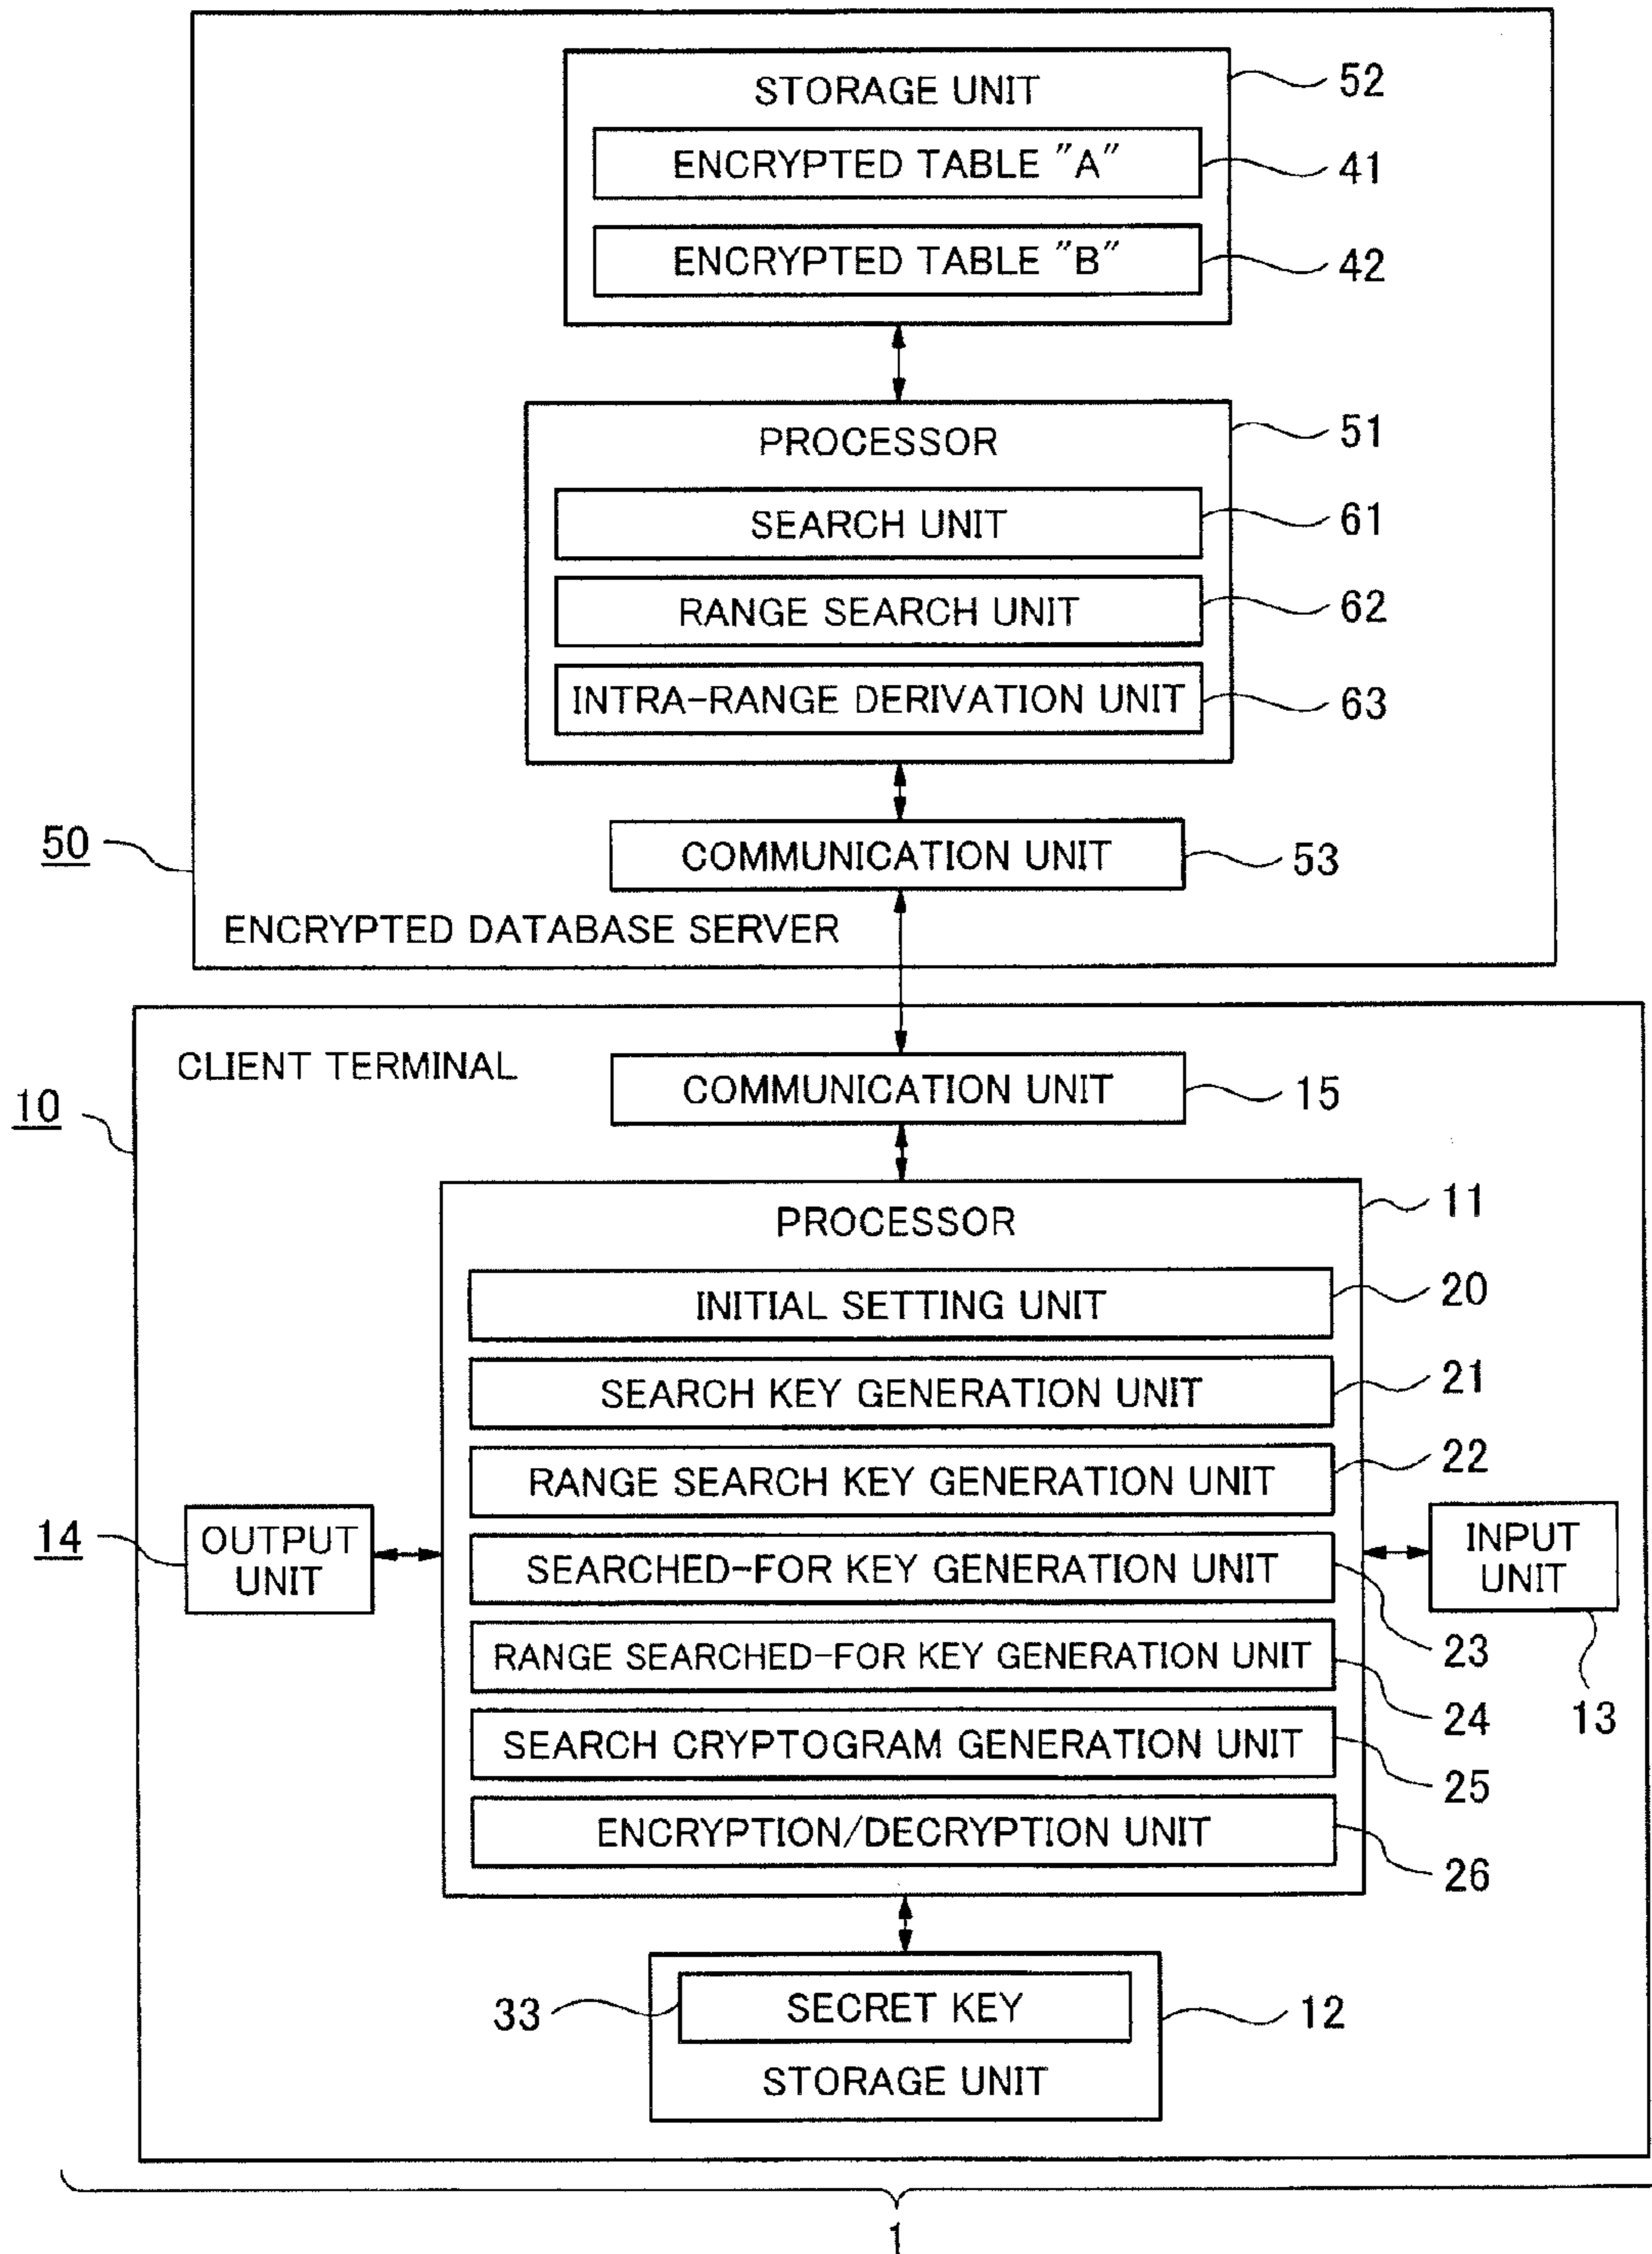 STORAGE UNIT
52
ENCRYPTED TABLE "A"
41
ENCRYPTED TABLE "B"
42
PROCESSOR
51
SEARCH UNIT
61
RANGE SEARCH UNIT
62
INTRA-RANGE DERIVATION UNIT
63
50
COMMUNICATION UNIT
53
ENCRYPTED DATABASE SERVER
CLIENT TERMINAL
10
COMMUNICATION UNIT
15
PROCESSOR
11
INITIAL SETTING UNIT
20
SEARCH KEY GENERATION UNIT
21
RANGE SEARCH KEY GENERATION UNIT
22
14
OUTPUT
UNIT
SEARCHED-FOR KEY GENERATION UNIT
23
INPUT
UNIT
13
RANGE SEARCHED-FOR KEY GENERATION UNIT
24
SEARCH CRYPTOGRAM GENERATION UNIT
25
ENCRYPTION/DECRYPTION UNIT
26
33
SECRET KEY
12
STORAGE UNIT
1